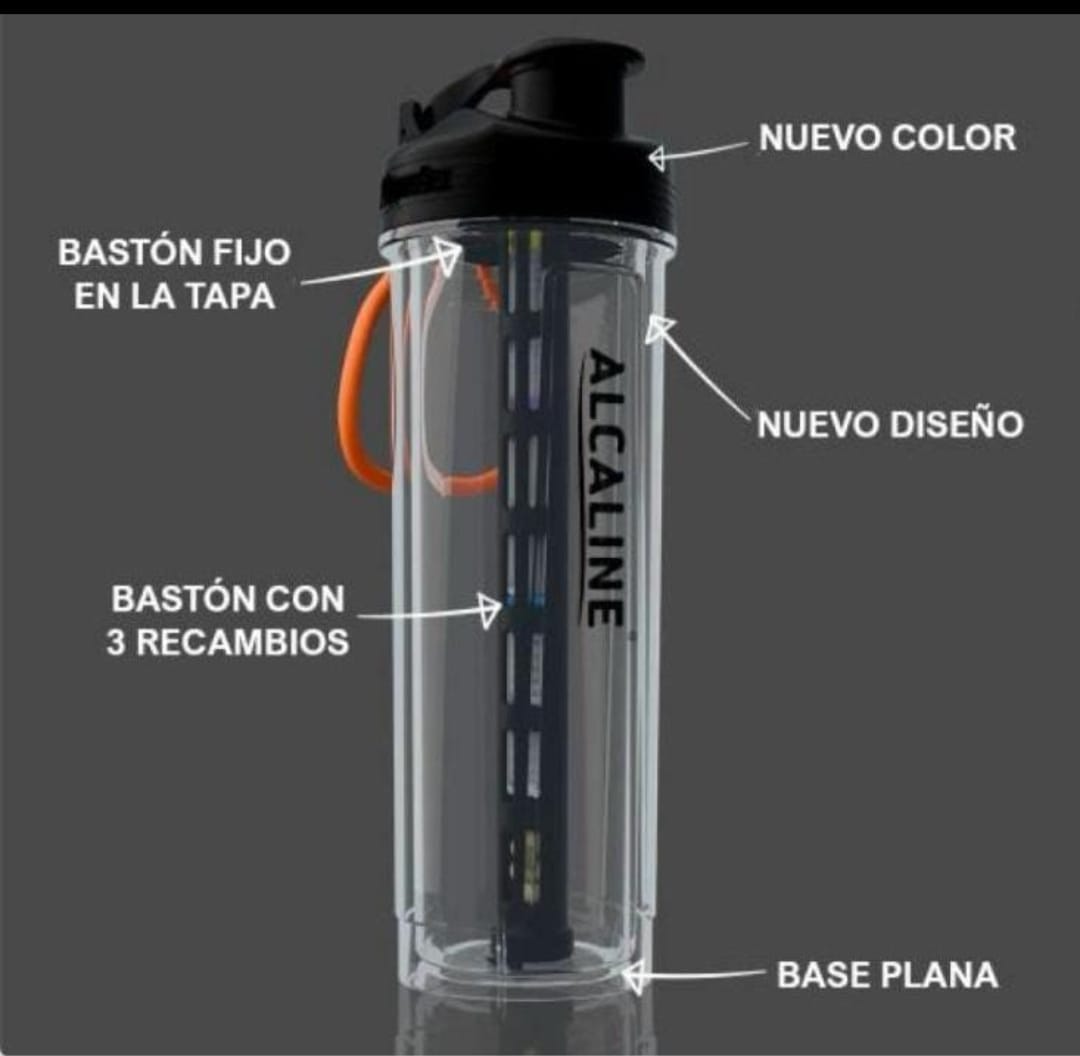 NUEVO COLOR
BASTÓN FIJO
EN LA TAPA
ALCALINE
NUEVO DISEÑO
BASTÓN CON
3 RECAMBIOS
BASE PLANA